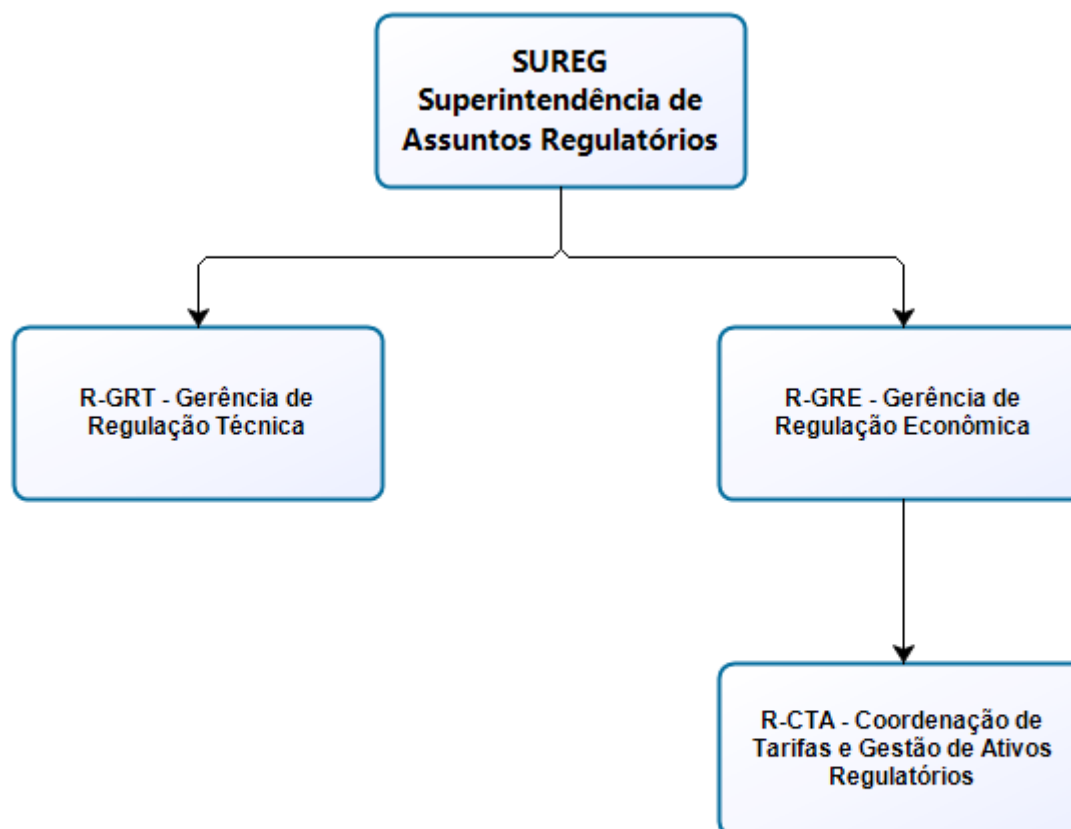 SUREG
Superintendência de
Assuntos Regulatórios
R-GRT - Gerência de
Regulação Técnica
R-GRE - Gerência de
Regulação Econômica
R-CTA - Coordenação de
Tarifas e Gestão de Ativos
Regulatórios